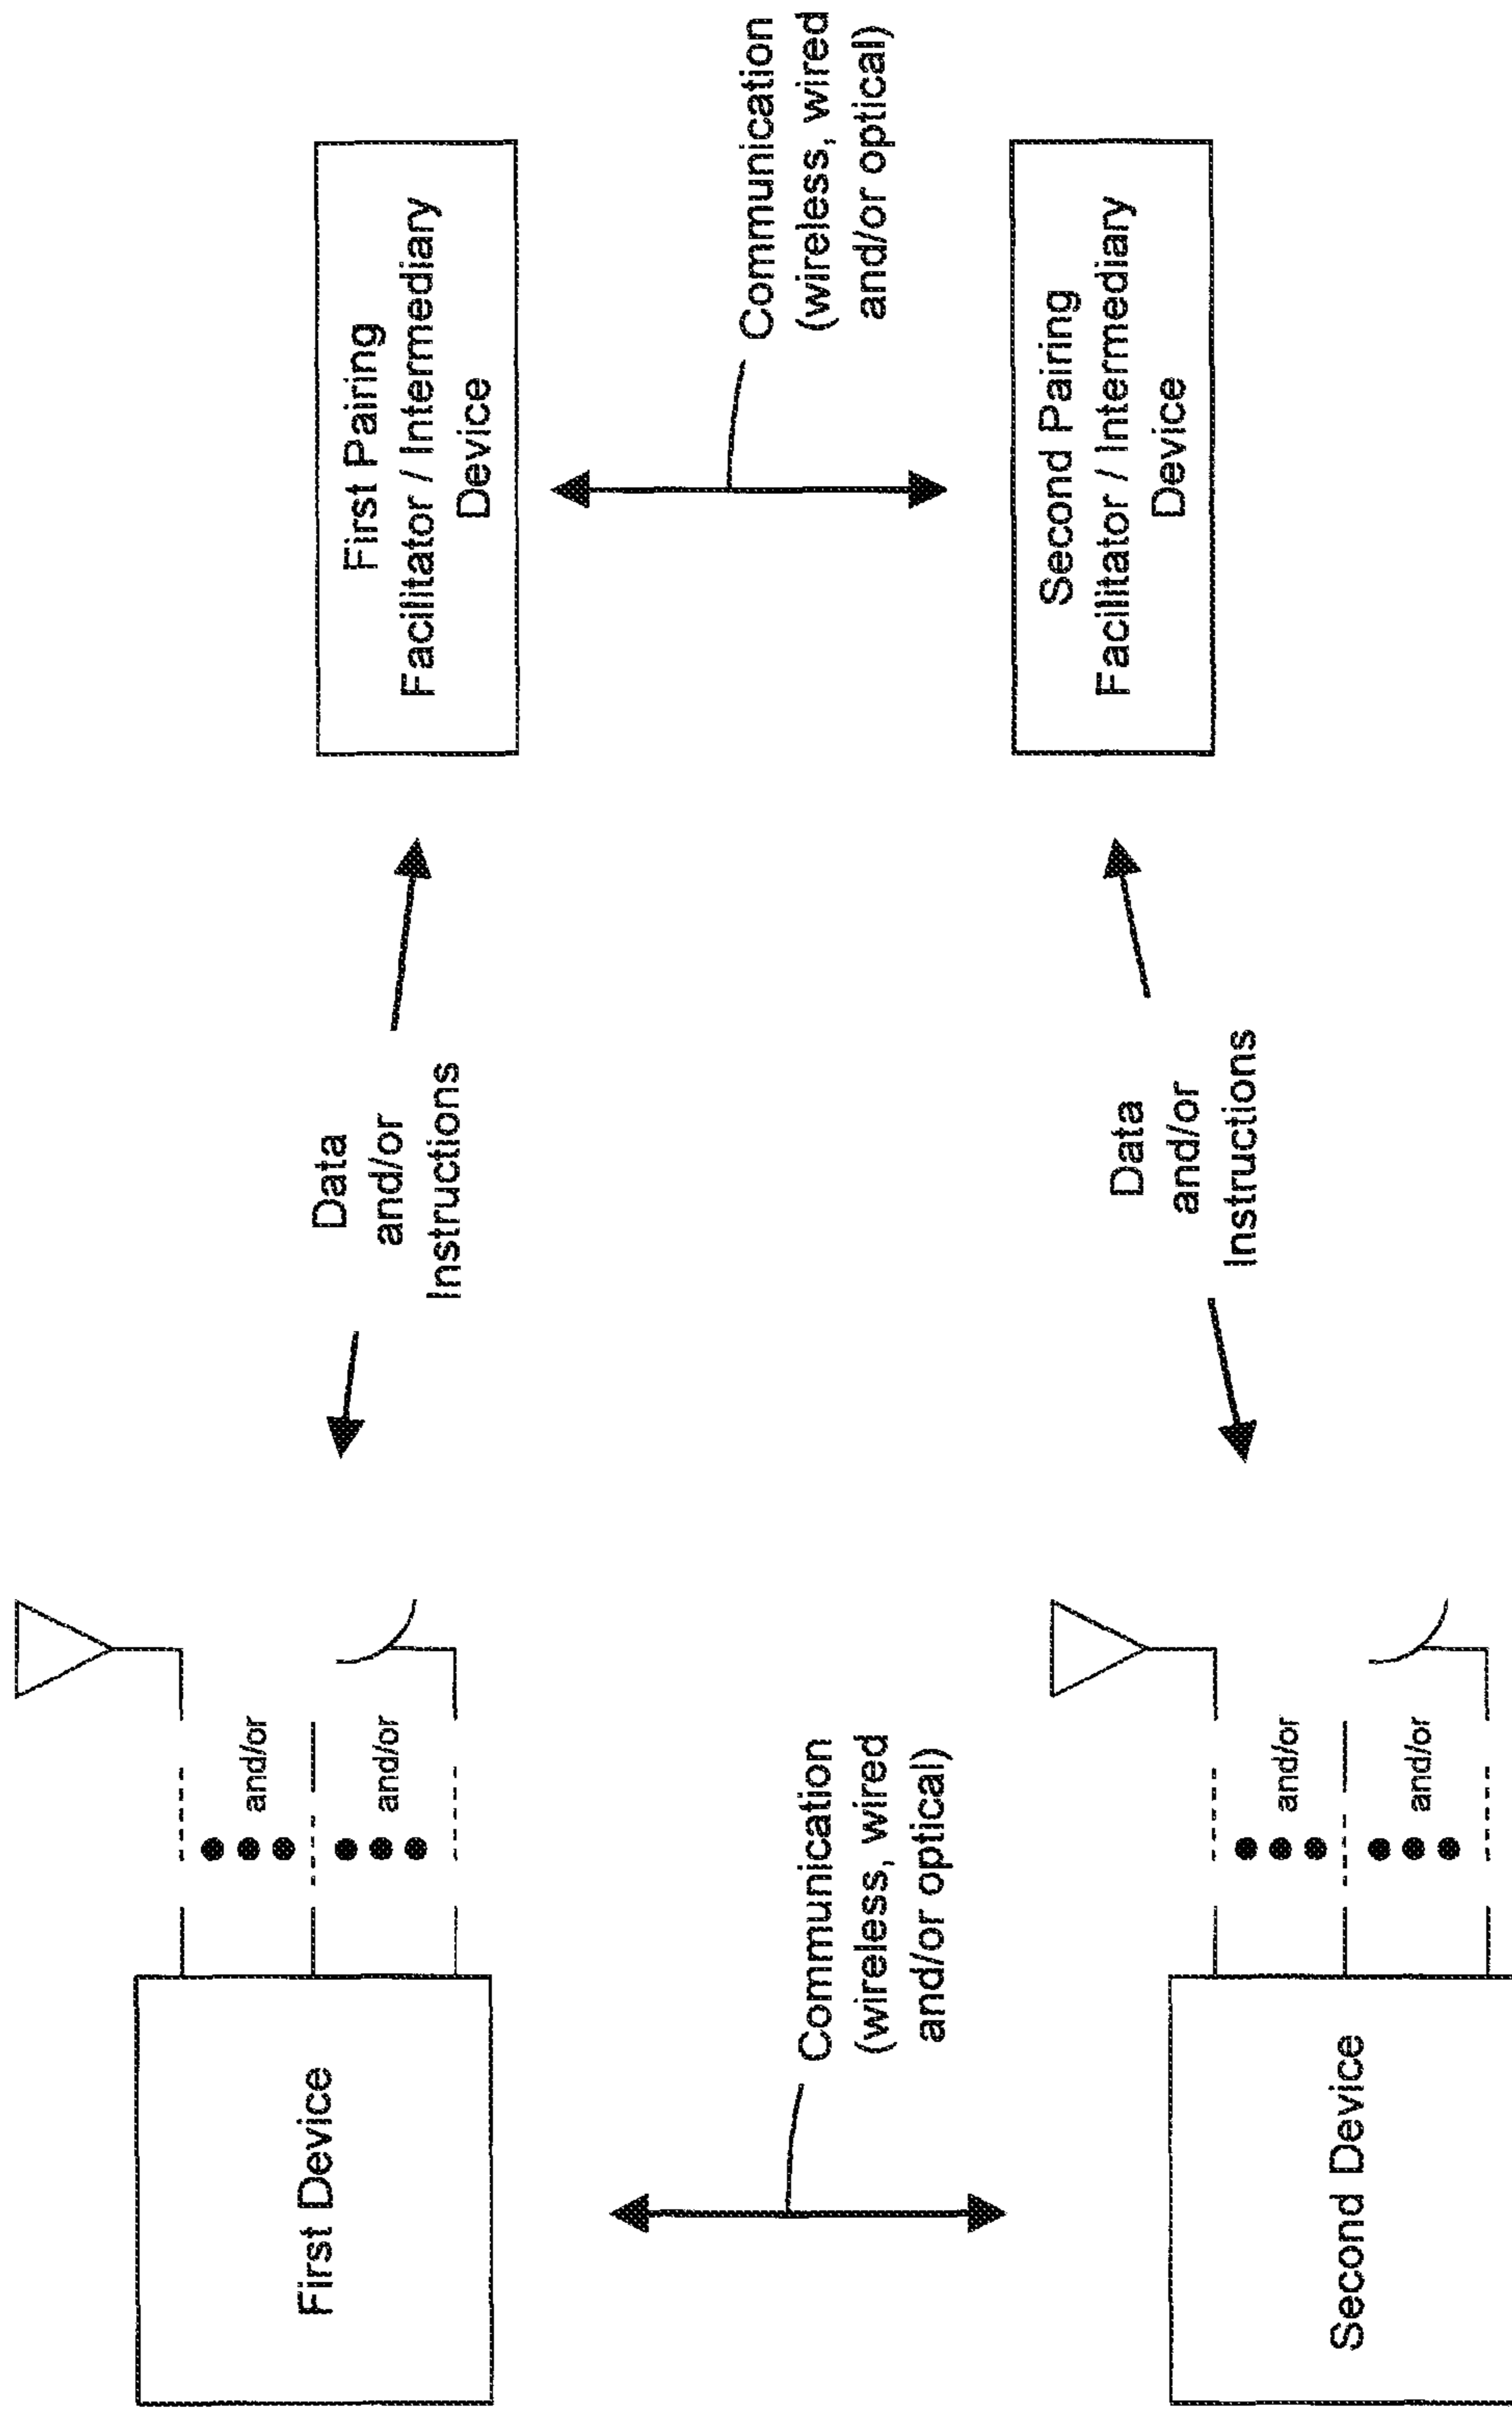 First Device
and/or
and/or
Data
and/or
Instructions
First Pairing
Facilitator / Intermediary
Device
Communication
(wireless, wired
and/or optical)
Communication
(wireless, wired
and/or optical)
Second Device
and/or
and/or
Data
and/or
Instructions
Second Pairing
Facilitator / Intermediary
Device